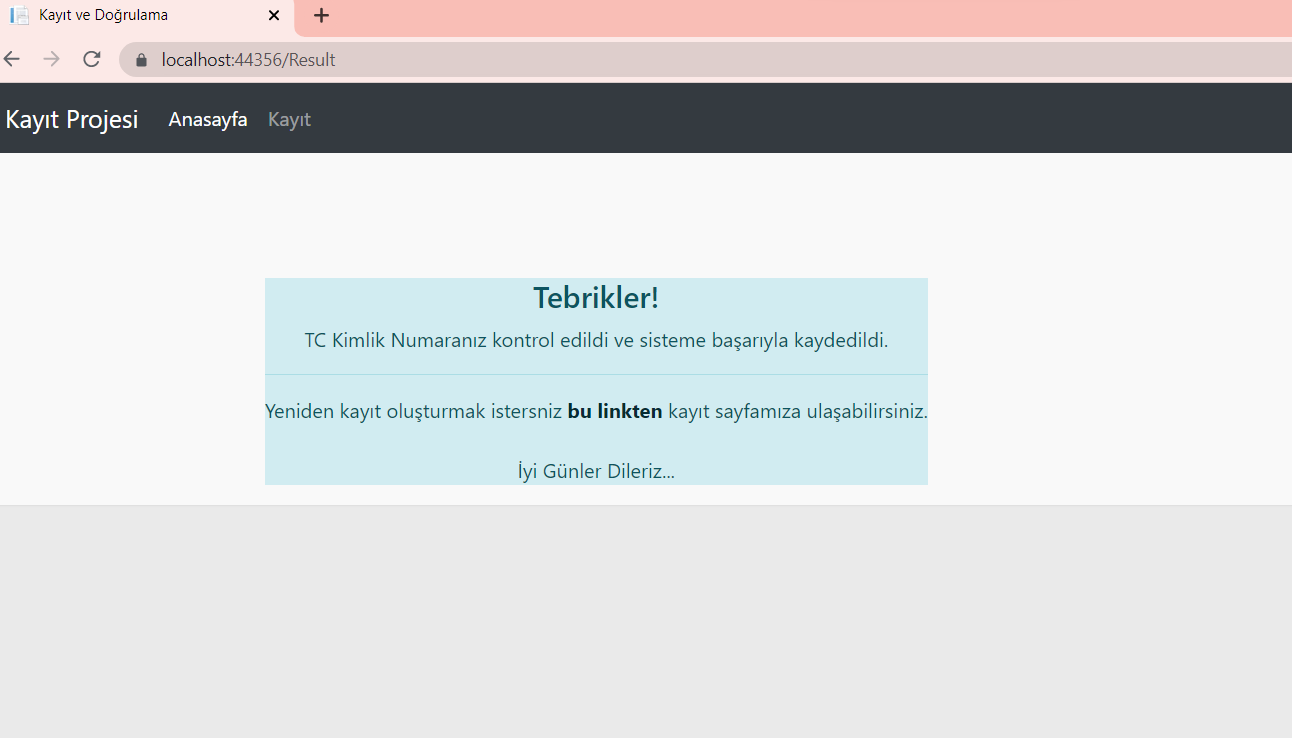 Kayıt ve Doğrulama
localhost:44356/Result
Kayıt Projesi Anasayfa Kayıt
Tebrikler!
TC Kimlik Numaranız kontrol edildi ve sisteme başarıyla kaydedildi.
Yeniden kayıt oluşturmak istersniz bu linkten kayıt sayfamıza ulaşabilirsiniz.
İyi Günler Dileriz...